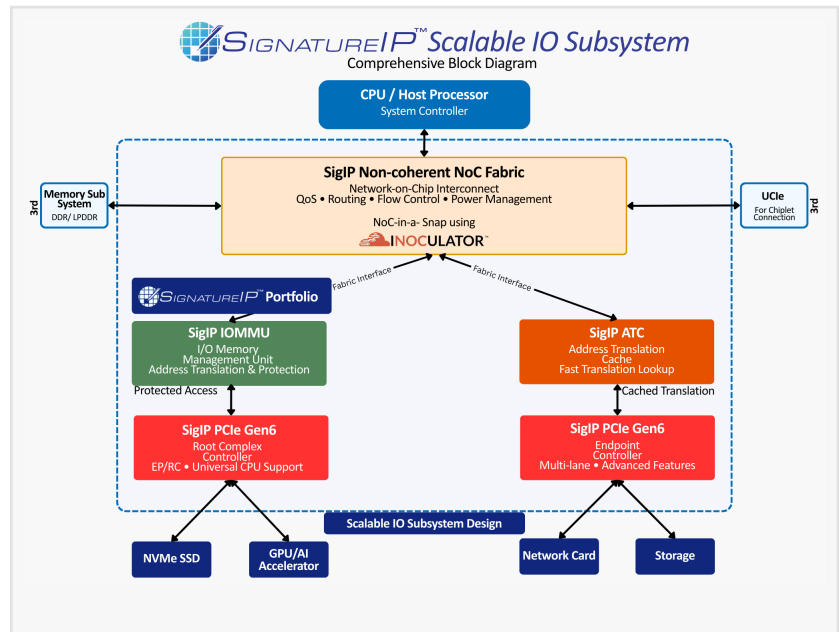 SIGNATUREIP™ Scalable IO Subsystem
Comprehensive Block Diagram
CPU / Host Processor
System Controller
SigIP Non-coherent NoC Fabric
Network-on-Chip Interconnect
QoS • Routing • Flow Control • Power Management
NoC-in-a- Snap using
INOCULATOR™
3rd
Memory Sub
System
DDR/ LPDDR
UCIe
For Chiplet
Connection
3rd
Fabric Interface
Fabric Interface
SIGNATUREIP™ Portfolio
SigIP IOMMU
I/O Memory
Management Unit
Address Translation & Protection
SigIP ATC
Address Translation
Cache
Fast Translation Lookup
Protected Access
Cached Translation
SigIP PCIe Gen6
Root Complex
Controller
EP/RC • Universal CPU Support
SigIP PCIe Gen6
Endpoint
Controller
Multi-lane • Advanced Features
Scalable IO Subsystem Design
NVMe SSD
GPU/AI
Accelerator
Network Card
Storage